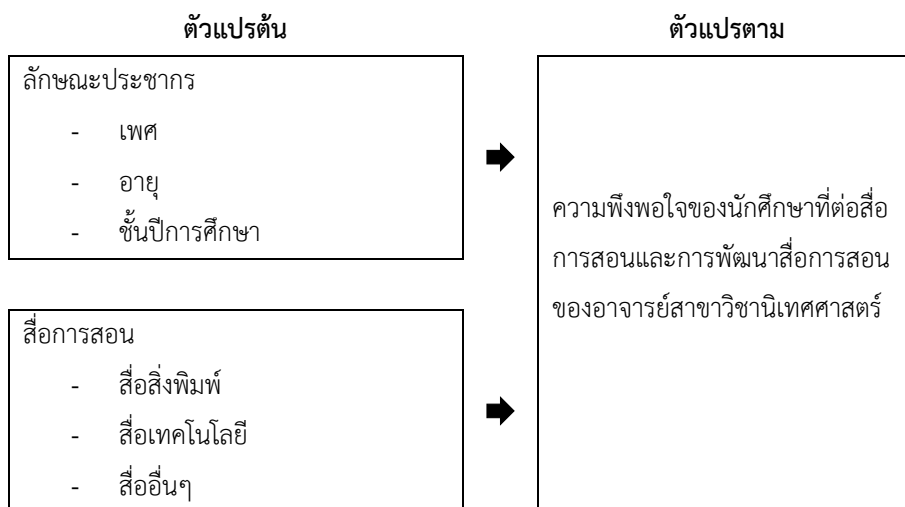 ตัวแปรต้น
ตัวแปรตาม
ลักษณะประชากร
- เพศ
- อายุ
- ชั้นปีการศึกษา
สื่อการสอน
- สื่อสิ่งพิมพ์
- สื่อเทคโนโลยี
- สื่ออื่นๆ
ความพึงพอใจของนักศึกษาที่ต่อสื่อ
การสอนและการพัฒนาสื่อการสอน
ของอาจารย์สาขาวิชานิเทศศาสตร์